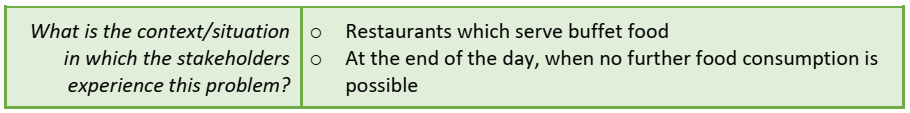 What is the context/situation
in which the stakeholders
experience this problem?
o Restaurants which serve buffet food
o At the end of the day, when no further food consumption is
possible